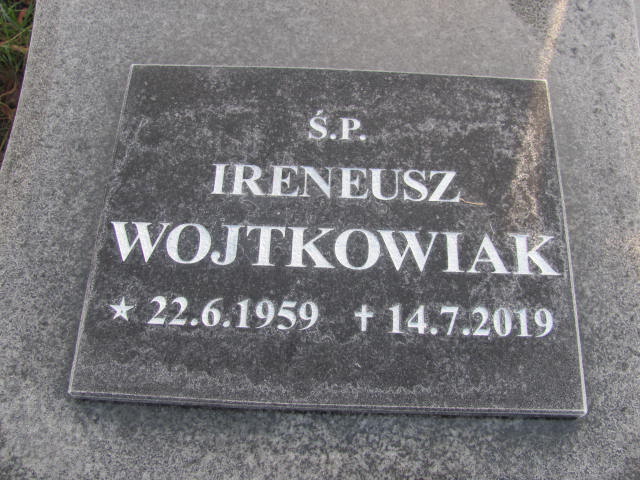 Ś.P.
IRENEUSZ
WOJTKOWIAK
★ 22.6.1959 ✝ 14.7.2019